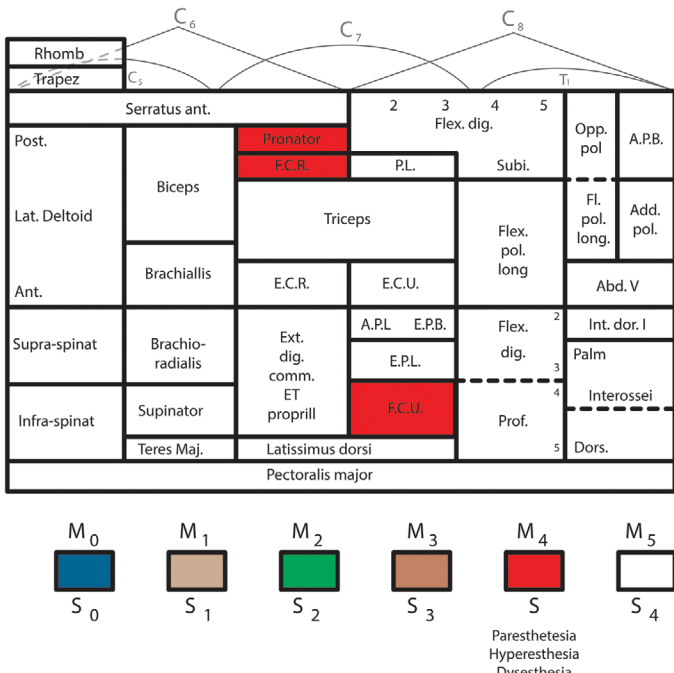 C6 C7 C8
Rhomb
Trapez C5 T1
Serratus ant. 2 3 4 5
Flex. dig.
Subi.
Opp.
pol
A.P.B.
Post.
Lat. Deltoid
Ant.
Biceps
Pronator
F.C.R. P.L.
Triceps
Flex.
pol.
long
Fl.
pol.
long.
Add.
pol.
Brachiallis
E.C.R. E.C.U. Abd. V
Supra-spinat
Brachio-
radialis
Ext.
dig.
comm.
ET
proprill
A.P.L E.P.B.
E.P.L.
Flex. 2
dig.
3
Int. dor. I
Palm
Interossei
Infra-spinat
Supinator
F.C.U.
4
Prof.
5
Dors.
Teres Maj. Latissimus dorsi
Pectoralis major
M0 M1 M2 M3 M4 M5
S0 S1 S2 S3 S S4
Paresthetesia
Hyperesthesia
Dysesthesia